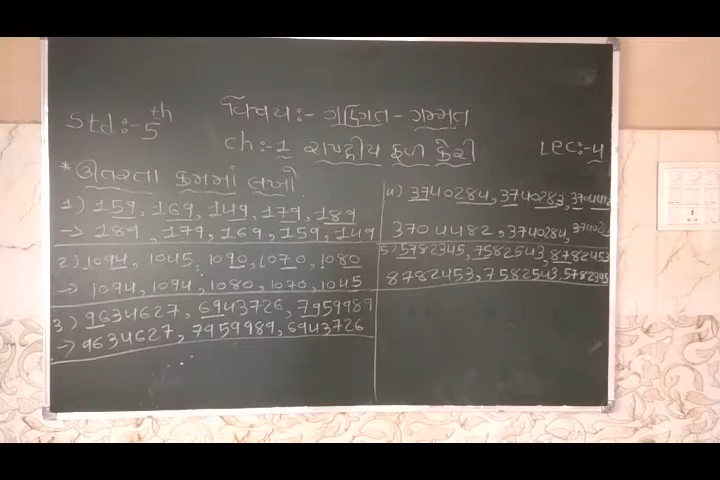 Std:- 5th
વિષય:- ગણિત-ગમ્મત
ch:-1 રાષ્ટ્રીય ફળ કેરી
Lec:-4
* ઊતરતા ક્રમમાં લખો.
1) 159, 169, 149, 179, 189
→ 189, 179, 169, 159, 149
2) 1094, 1045, 1090, 1070, 1080
→ 1094, 1094, 1080, 1070, 1045
3) 9634627, 6943726, 7959989
→ 9634627, 7959989, 6943726
4) 3740284, 3740283, 3704482
3704482, 3740284,
5) 5782345, 7582543, 8782453
8782453, 7582543, 5782345